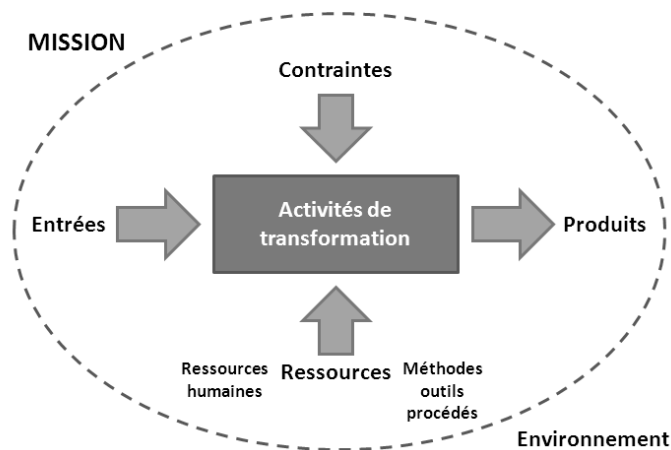 MISSION
Contraintes
Entrées
Activités de
transformation
Produits
Ressources
humaines
Ressources
Méthodes
outils
procédés
Environnement